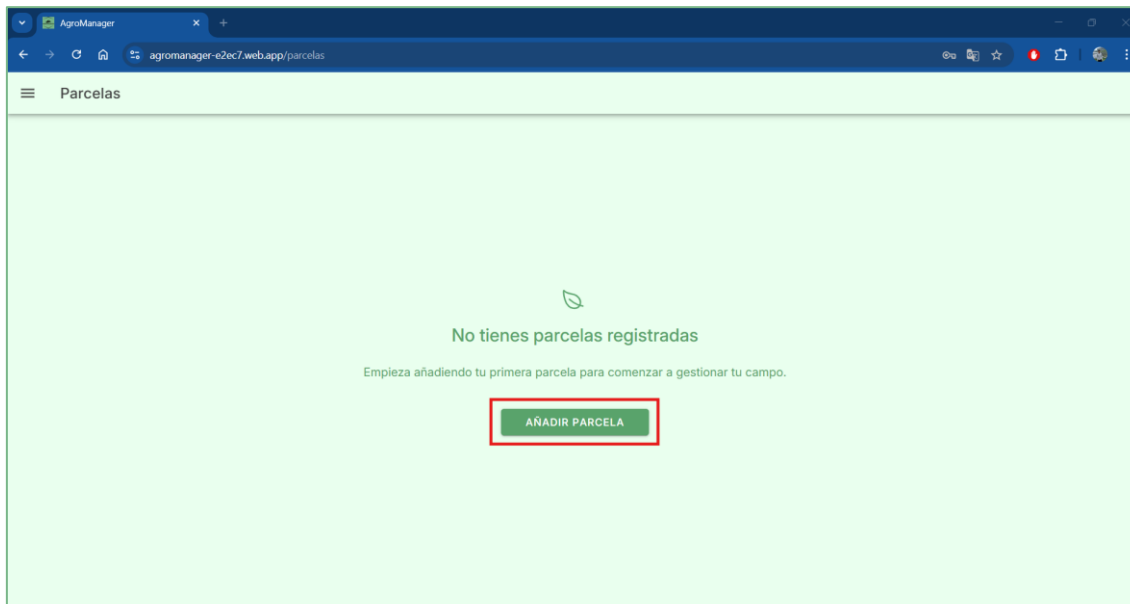 AgroManager
agromanager-e2ec7.web.app/parcelas
Parcelas
No tienes parcelas registradas
Empieza añadiendo tu primera parcela para comenzar a gestionar tu campo.
AÑADIR PARCELA